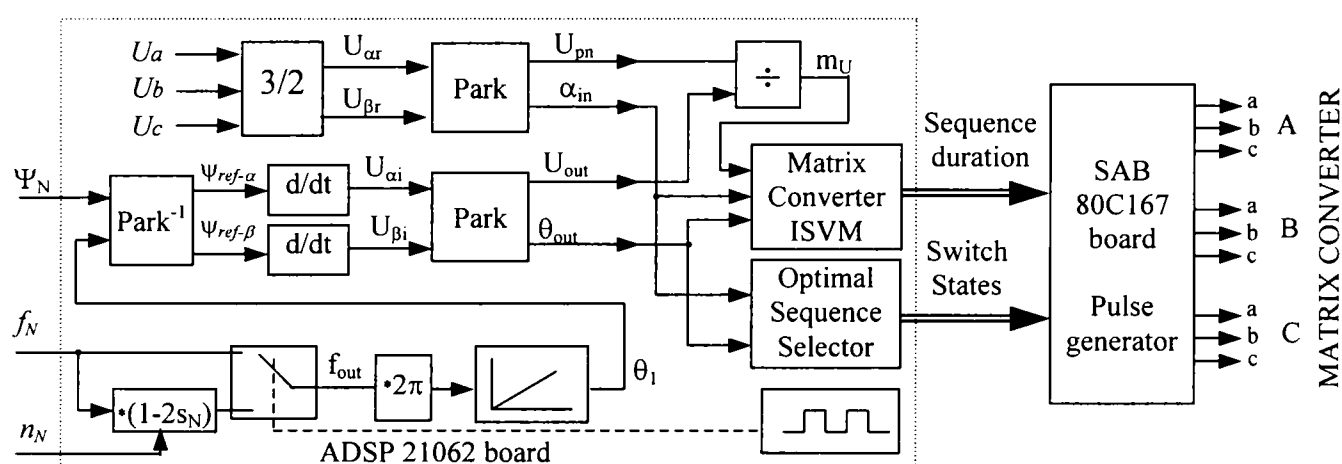 Ua
Ub
Uc
3/2
Uαr
Uβr
Park
Upn
αin
÷
mU
ΨN
Park⁻¹
ψref-α
ψref-β
d/dt
d/dt
Uαi
Uβi
Park
Uout
θout
Matrix
Converter
ISVM
Optimal
Sequence
Selector
Sequence
duration
Switch
States
SAB
80C167
board
Pulse
generator
a
b
c
A
a
b
c
B
a
b
c
C
MATRIX CONVERTER
fN
nN
*(1-2sN)
fout
*2π
θ1
ADSP 21062 board